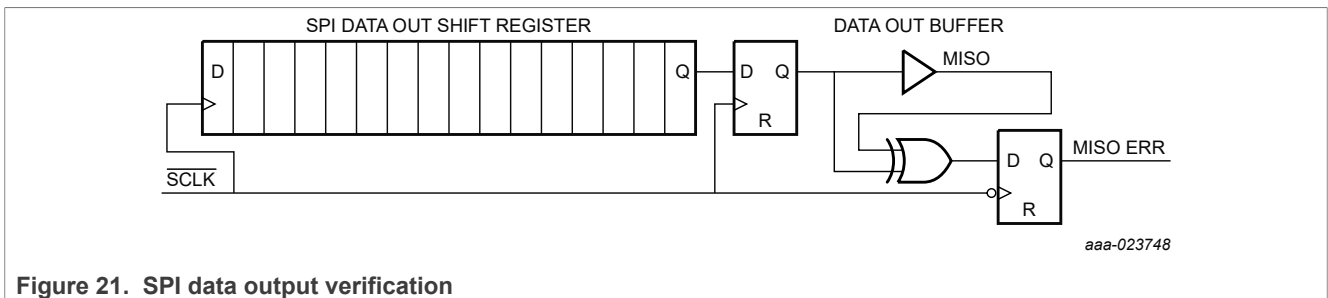 SPI DATA OUT SHIFT REGISTER
DATA OUT BUFFER
D
Q
D Q
R
MISO
D Q
R
MISO ERR
SCLK
aaa-023748
Figure 21. SPI data output verification